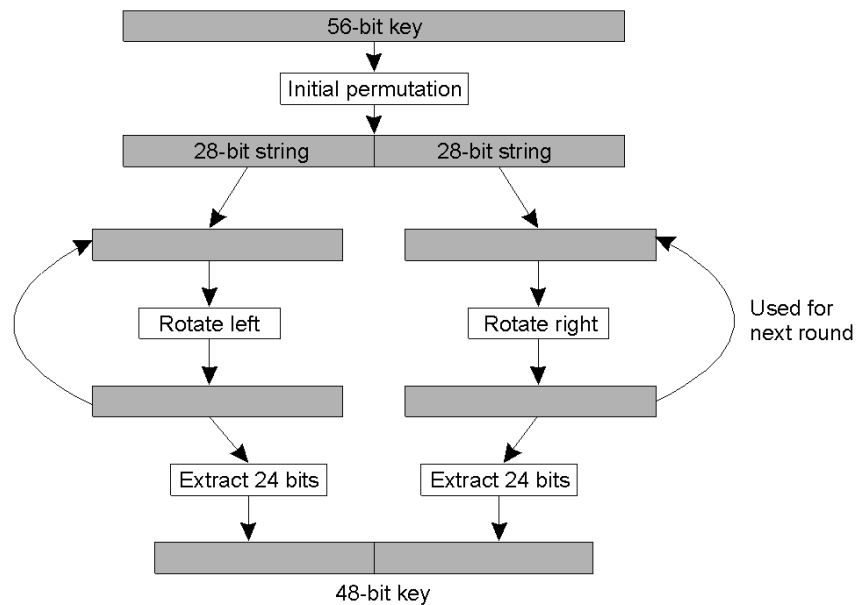 56-bit key
Initial permutation
28-bit string
28-bit string
Rotate left
Rotate right
Used for
next round
Extract 24 bits
Extract 24 bits
48-bit key